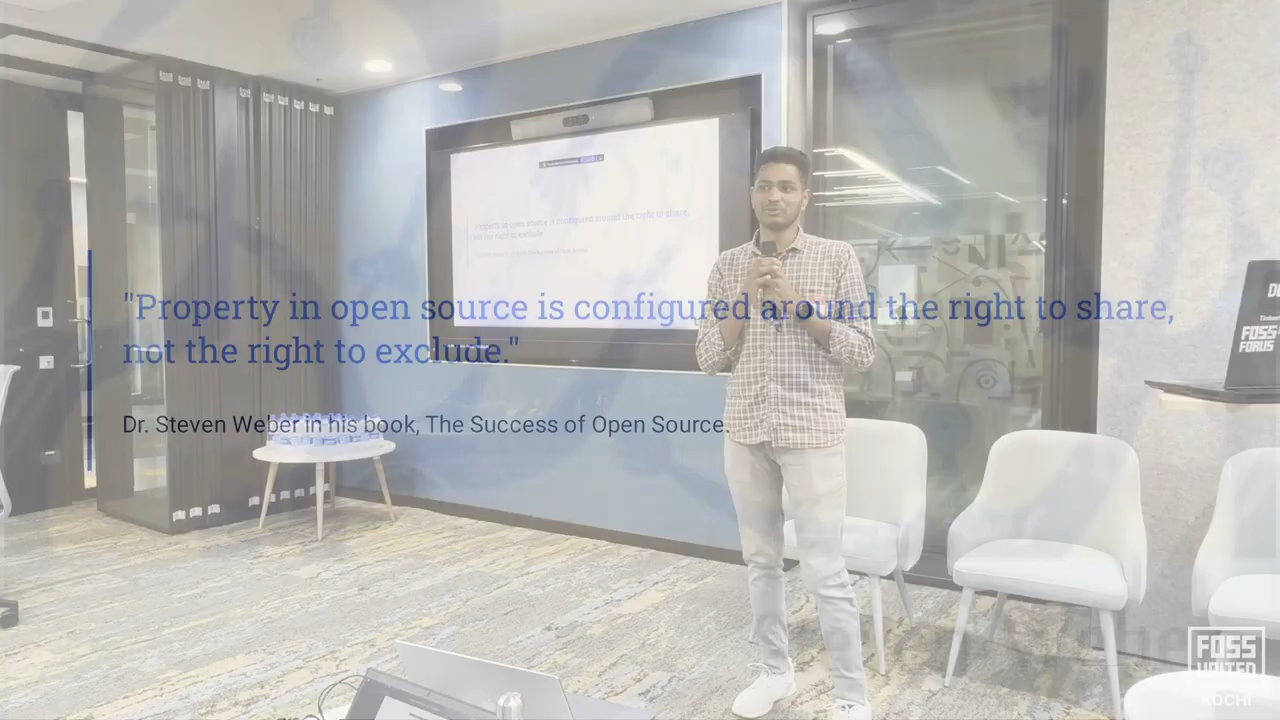 "Property in open source is configured around the right to share,
not the right to exclude."
Dr. Steven Weber in his book, The Success of Open Source.
FOSS
FOSS
UNITED
KOCHI